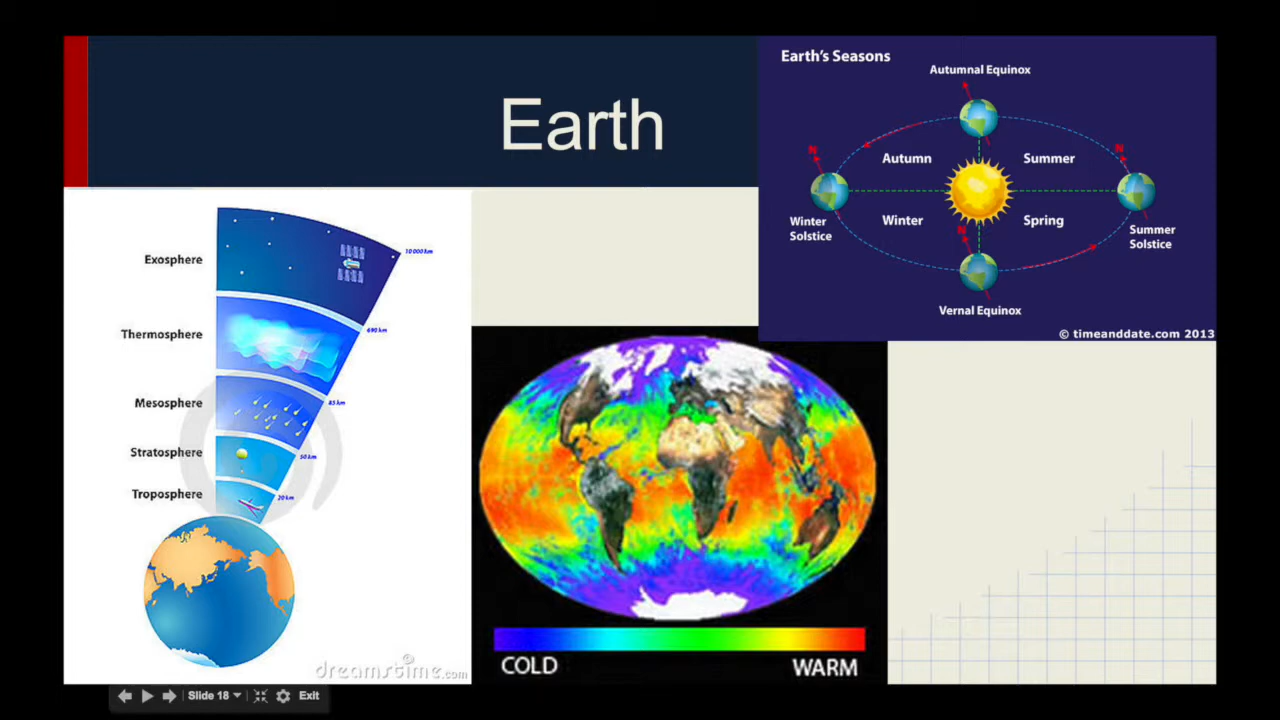 Earth
Earth's Seasons
Autumnal Equinox
N
N
Autumn
Summer
Winter
Solstice
Winter
Spring
N
Summer
Solstice
Vernal Equinox
© timeanddate.com 2013
Exosphere
10 000 km
Thermosphere
690 km
Mesosphere
85 km
Stratosphere
50 km
Troposphere
20 km
dreamstime.com
COLD
WARM
Slide 18
Exit